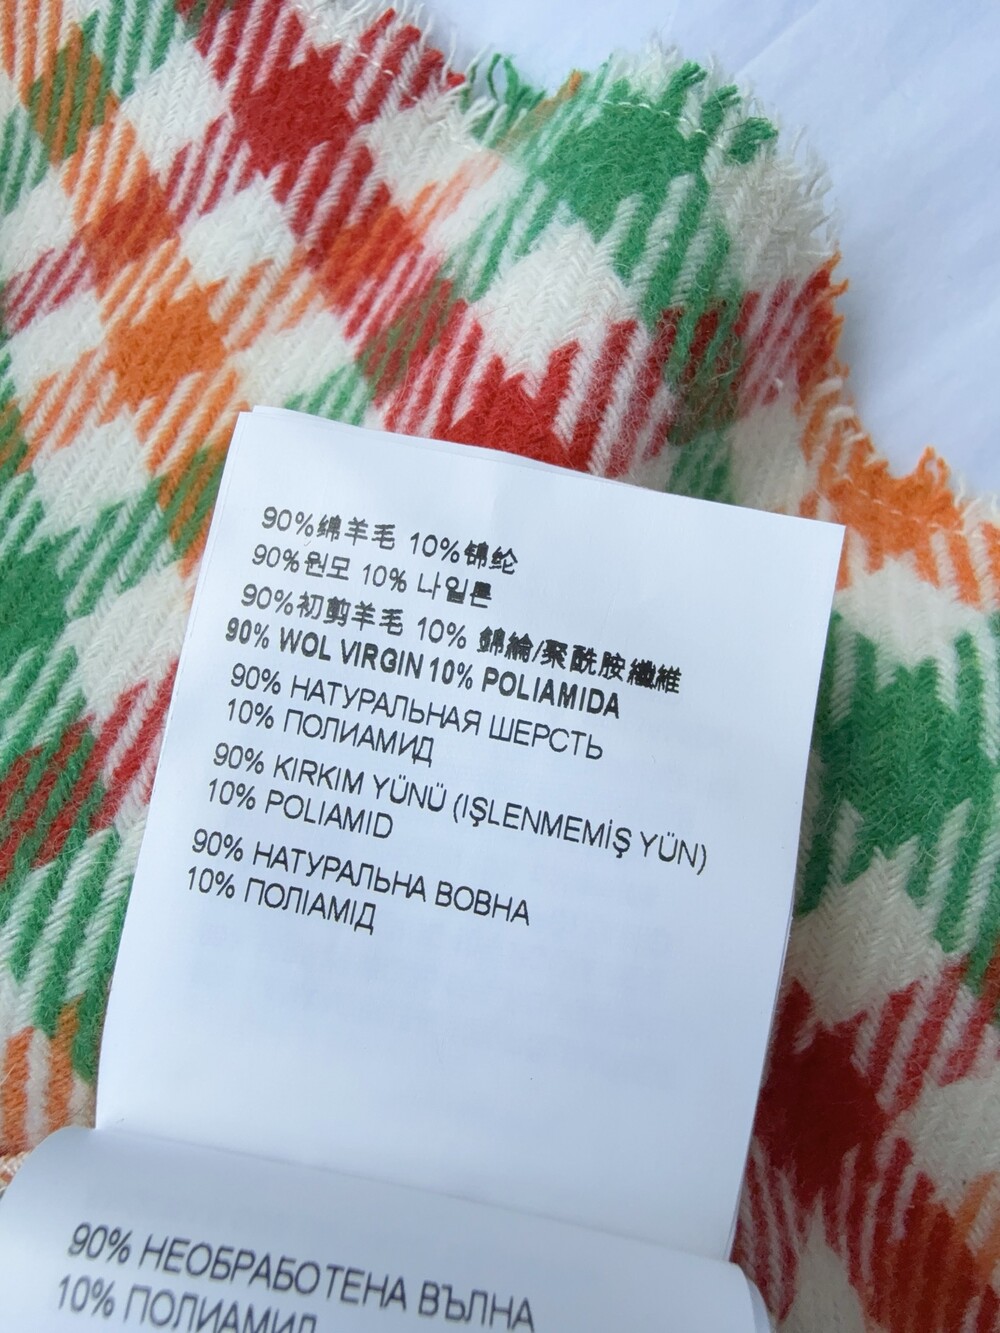 90%绵羊毛 10%锦纶
90%원모 10% 나일론
90%初剪羊毛 10% 錦綸/聚酰胺纖維
90% WOL VIRGIN 10% POLIAMIDA
90% НАТУРАЛЬНАЯ ШЕРСТЬ
10% ПОЛИАМИД
90% KIRKIM YÜNÜ (IŞLENMEMİŞ YÜN)
10% POLIAMID
90% НАТУРАЛЬНА ВОВНА
10% ПОЛІАМІД
90% НЕОБРАБОТЕНА ВЪЛНА
10% ПОЛИАМИД